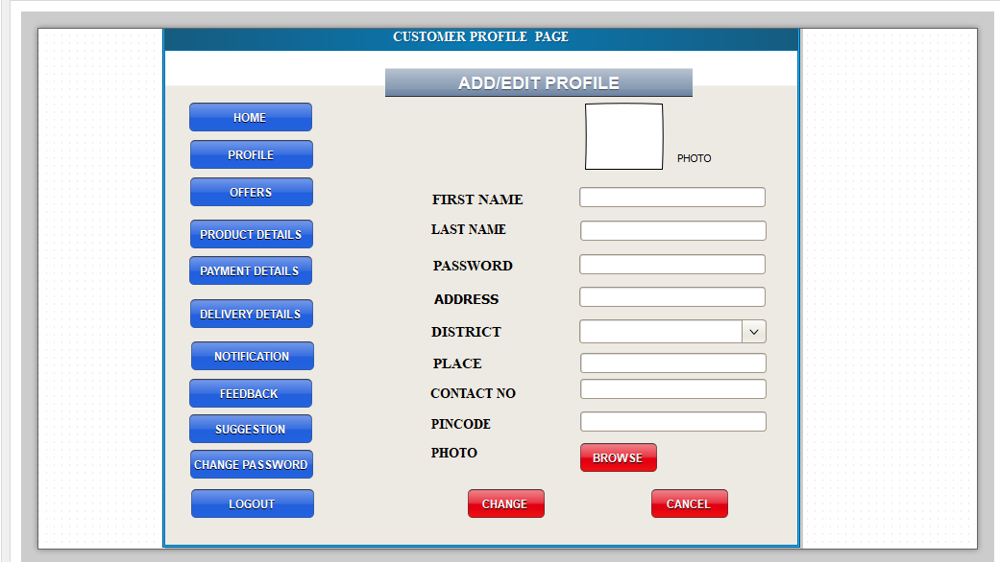 CUSTOMER PROFILE PAGE
ADD/EDIT PROFILE
HOME
PROFILE
OFFERS
PRODUCT DETAILS
PAYMENT DETAILS
DELIVERY DETAILS
NOTIFICATION
FEEDBACK
SUGGESTION
CHANGE PASSWORD
LOGOUT
PHOTO
FIRST NAME
LAST NAME
PASSWORD
ADDRESS
DISTRICT
PLACE
CONTACT NO
PINCODE
PHOTO BROWSE
CHANGE CANCEL